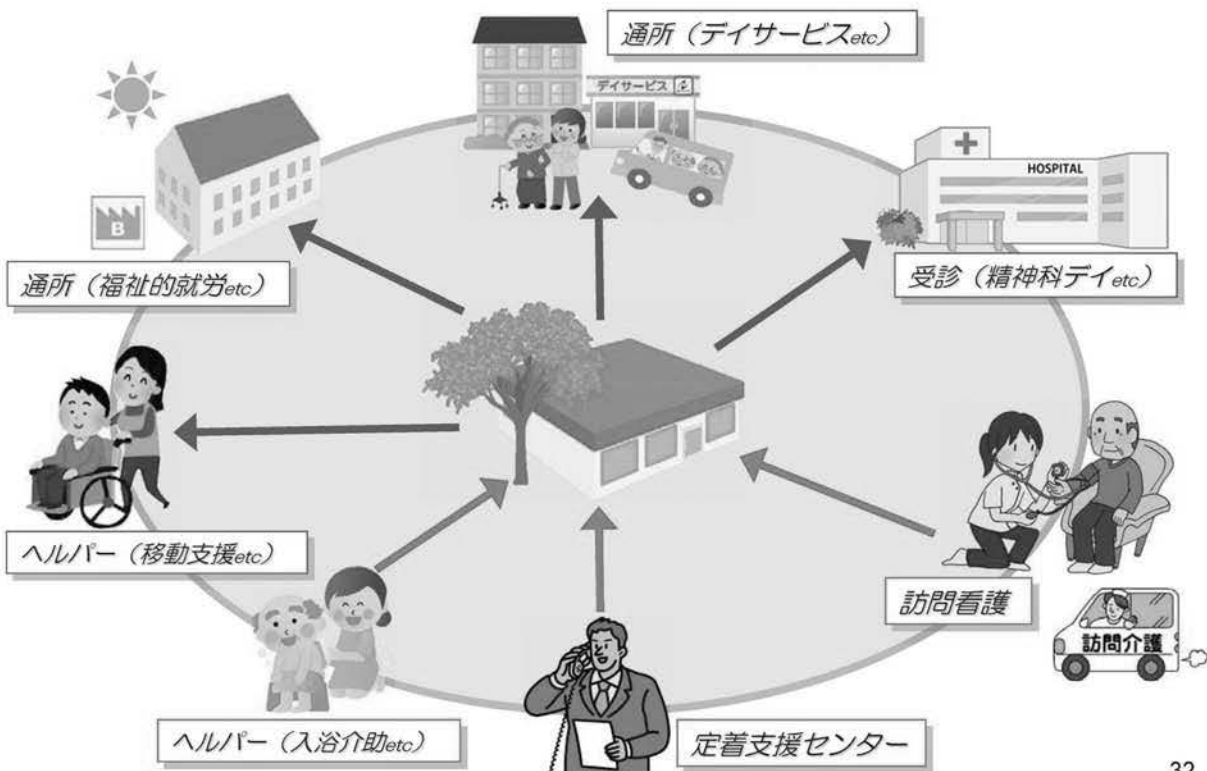 通所（デイサービスetc）
デイサービス
HOSPITAL
B
通所（福祉的就労etc）
受診（精神科デイetc）
ヘルパー（移動支援etc）
訪問看護
訪問介護
ヘルパー（入浴介助etc）
定着支援センター
32